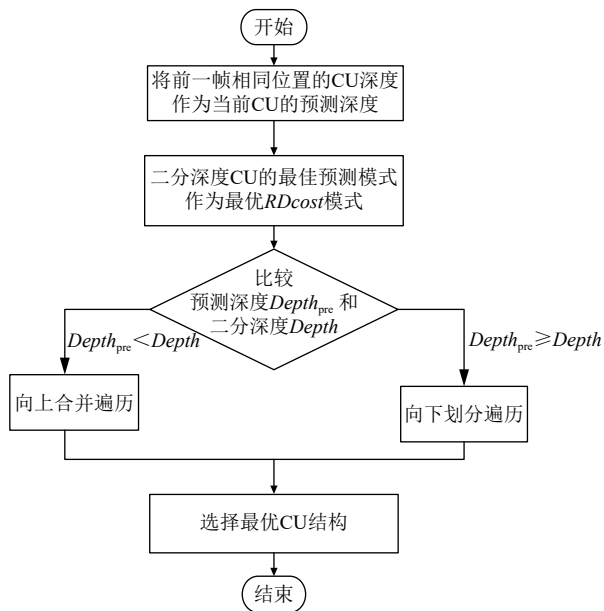 开始
将前一帧相同位置的CU深度
作为当前CU的预测深度
二分深度CU的最佳预测模式
作为最优RDcost模式
比较
预测深度Depth_pre 和
二分深度Depth
Depth_pre＜Depth
Depth_pre≥Depth
向上合并遍历
向下划分遍历
选择最优CU结构
结束